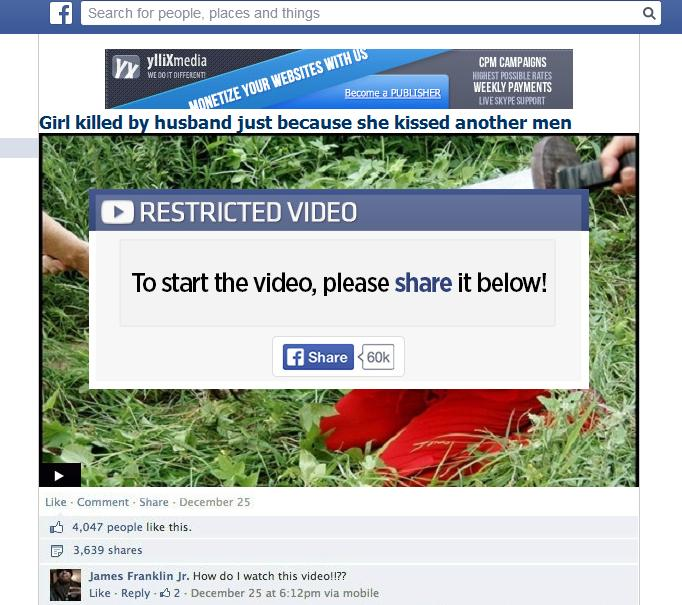 Search for people, places and things
yllixmedia
WE DO IT DIFFERENT!
MONETIZE YOUR WEBSITES WITH US
Become a PUBLISHER
CPM CAMPAIGNS
HIGHEST POSSIBLE RATES
WEEKLY PAYMENTS
LIVE SKYPE SUPPORT
Girl killed by husband just because she kissed another men
RESTRICTED VIDEO
To start the video, please share it below!
f Share 60k
Like · Comment · Share · December 25
4,047 people like this.
3,639 shares
James Franklin Jr. How do I watch this video!!??
Like · Reply · 2 · December 25 at 6:12pm via mobile